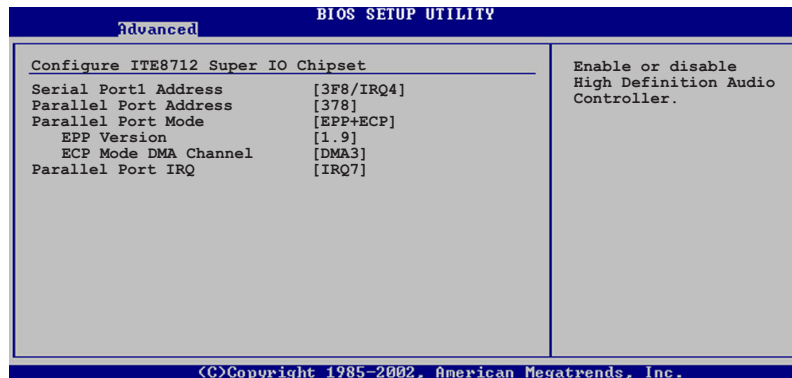 BIOS SETUP UTILITY
Advanced
Configure ITE8712 Super IO Chipset
Serial Port1 Address [3F8/IRQ4]
Parallel Port Address [378]
Parallel Port Mode [EPP+ECP]
EPP Version [1.9]
ECP Mode DMA Channel [DMA3]
Parallel Port IRQ [IRQ7]
Enable or disable
High Definition Audio
Controller.
(C)Copyright 1985-2002, American Megatrends, Inc.